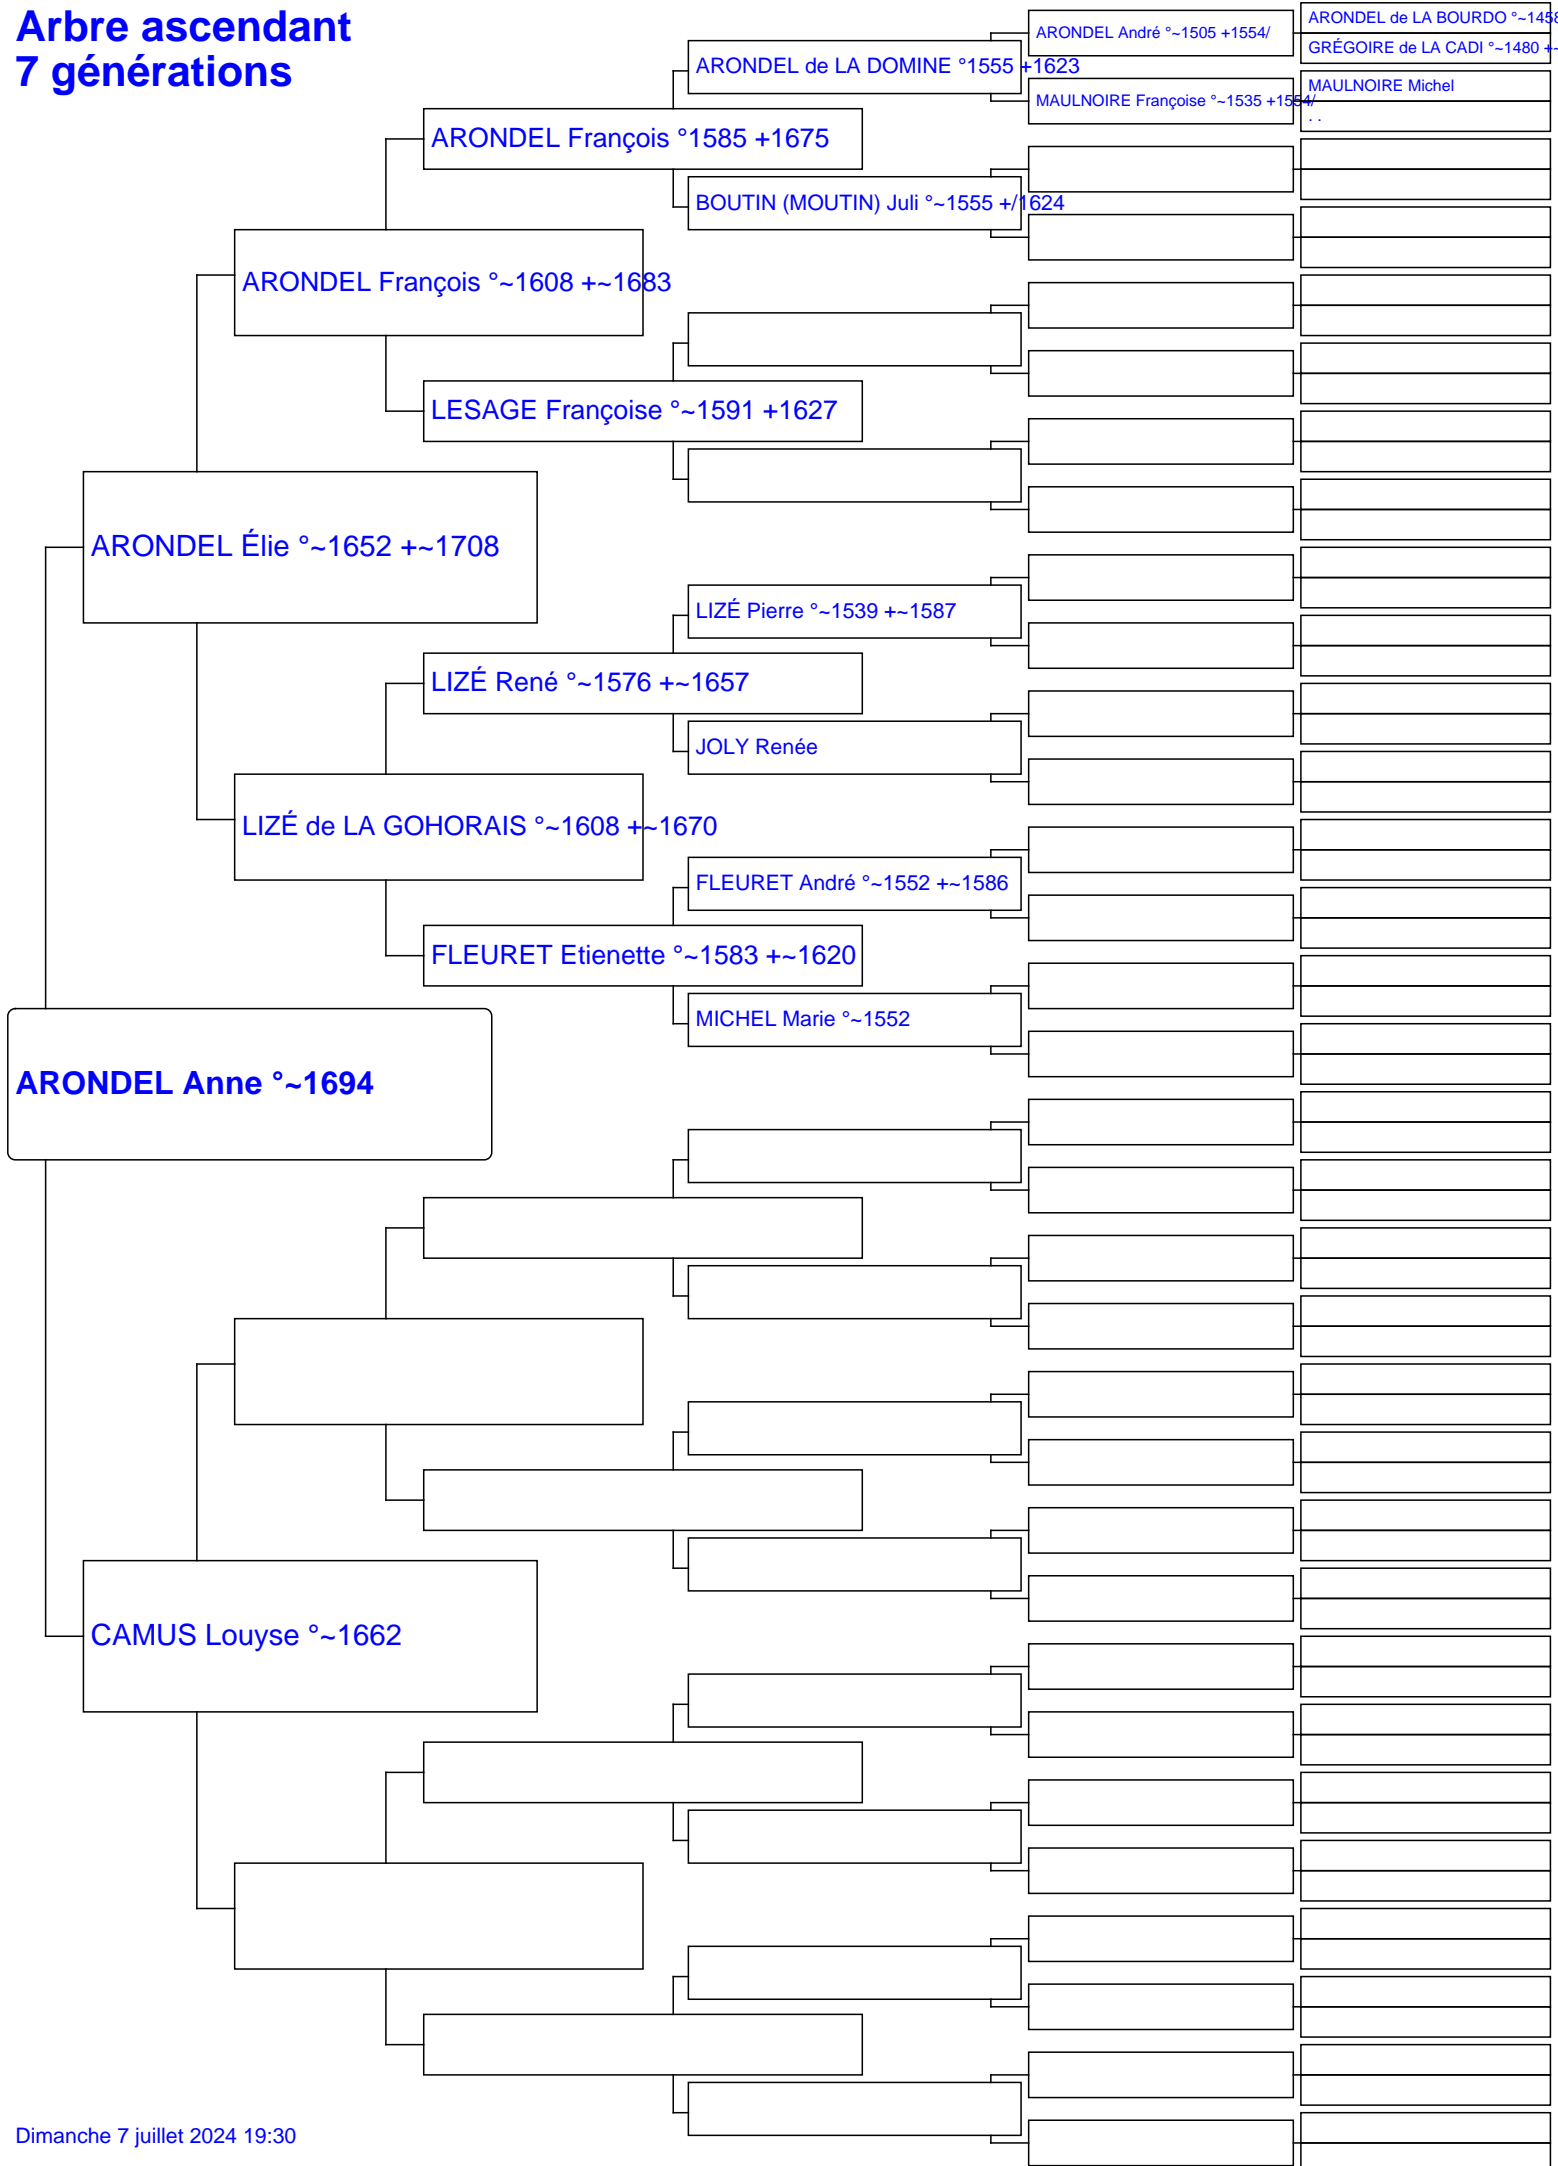 Arbre ascendant
7 générations
ARONDEL de LA BOURDO °~1458
GRÉGOIRE de LA CADI °~1480 +~
ARONDEL André °~1505 +1554/
MAULNOIRE Michel
. .
MAULNOIRE Françoise °~1535 +1554/
ARONDEL de LA DOMINE °1555 +1623
ARONDEL François °1585 +1675
BOUTIN (MOUTIN) Juli °~1555 +/1624
ARONDEL François °~1608 +~1683
LESAGE Françoise °~1591 +1627
ARONDEL Élie °~1652 +~1708
LIZÉ Pierre °~1539 +~1587
LIZÉ René °~1576 +~1657
JOLY Renée
LIZÉ de LA GOHORAIS °~1608 +~1670
FLEURET André °~1552 +~1586
FLEURET Etienette °~1583 +~1620
MICHEL Marie °~1552
ARONDEL Anne °~1694
CAMUS Louyse °~1662
Dimanche 7 juillet 2024 19:30